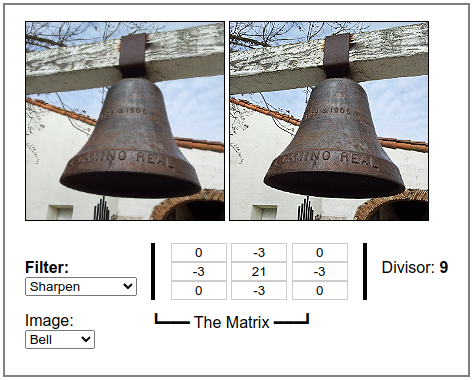 & 1906
CAMINO REAL
CAMINO REAL
Filter:
Sharpen
0 -3 0
-3 21 -3
0 -3 0
Divisor: 9
Image:
Bell
The Matrix